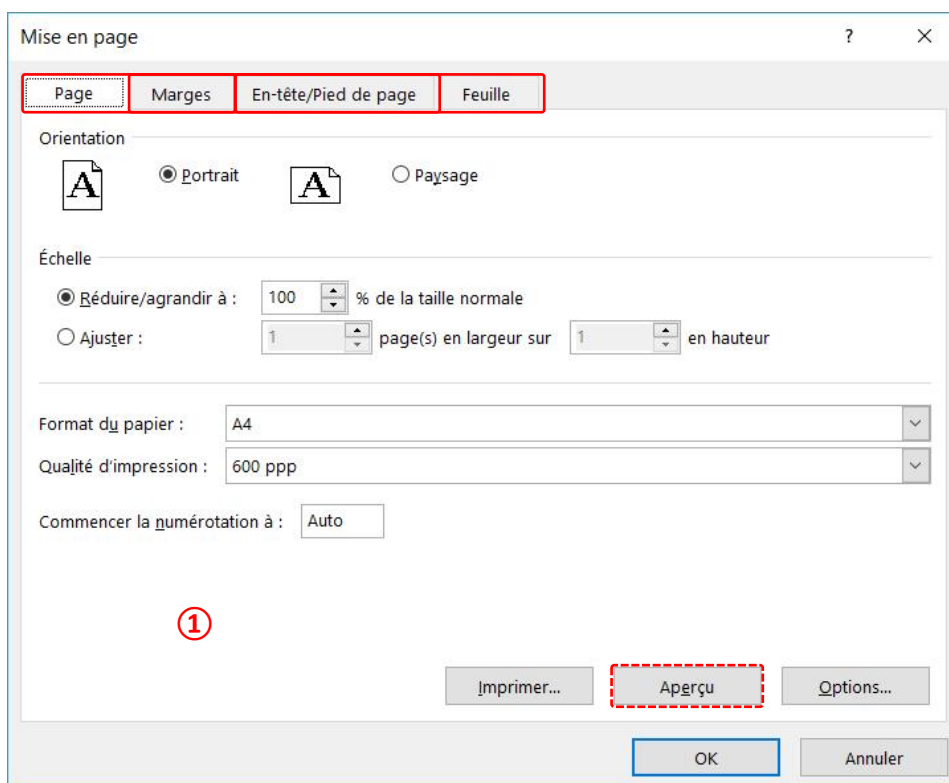 Mise en page ? ×
Page Marges En-tête/Pied de page Feuille
Orientation
A Portrait A Paysage
Échelle
Réduire/agrandir à : 100 % de la taille normale
Ajuster : 1 page(s) en largeur sur 1 en hauteur
Format du papier : A4
Qualité d'impression : 600 ppp
Commencer la numérotation à : Auto
①
Imprimer... Aperçu Options...
OK Annuler